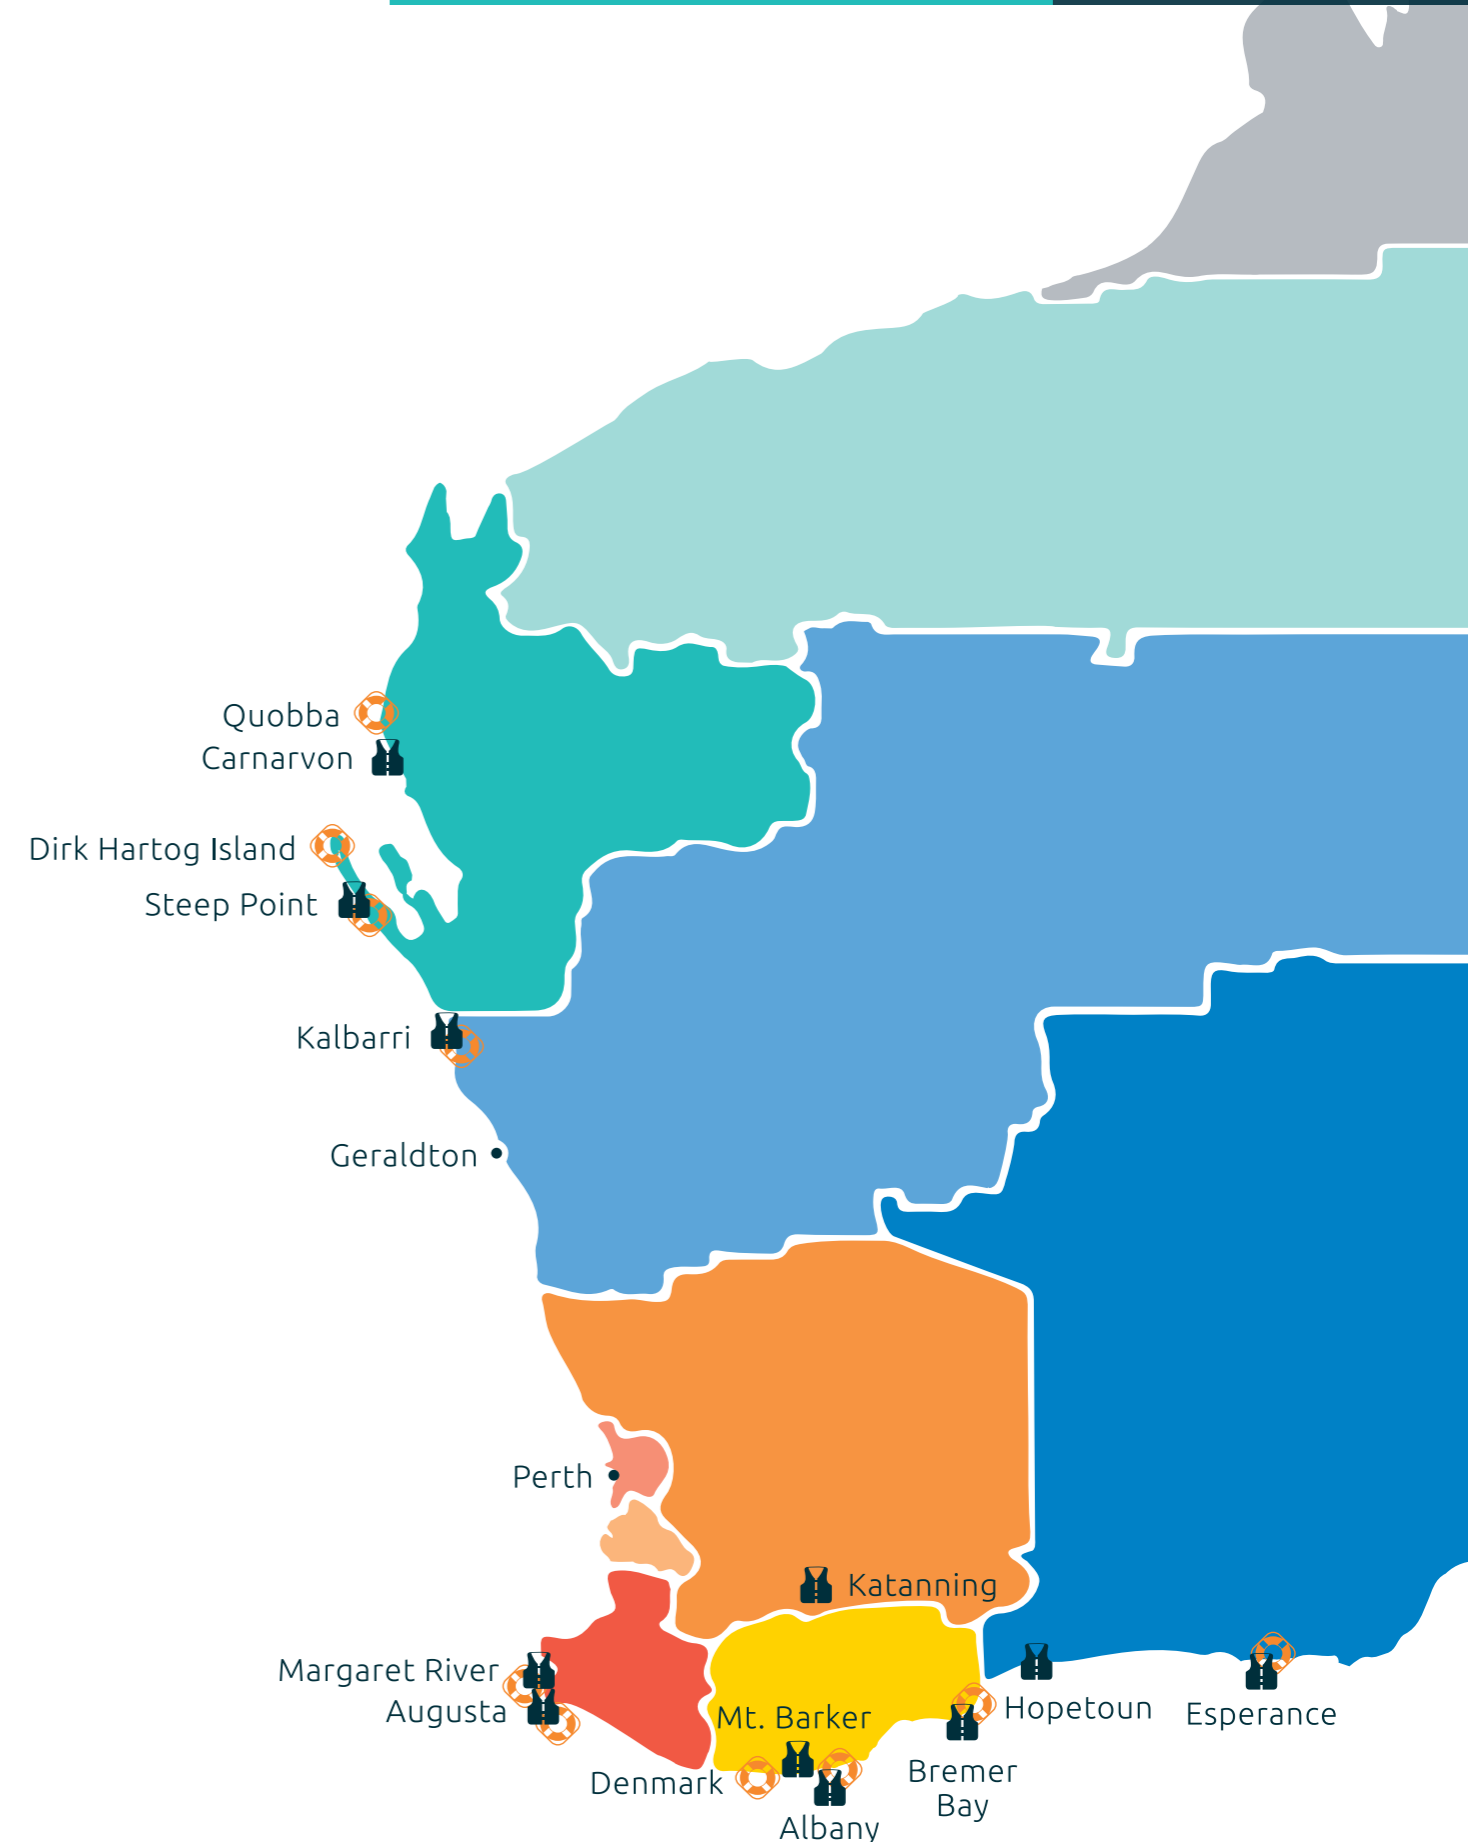 Quobba
Carnarvon
Dirk Hartog Island
Steep Point
Kalbarri
Geraldton
Perth
Katanning
Margaret River
Augusta
Mt. Barker
Hopetoun
Esperance
Denmark
Bremer
Bay
Albany